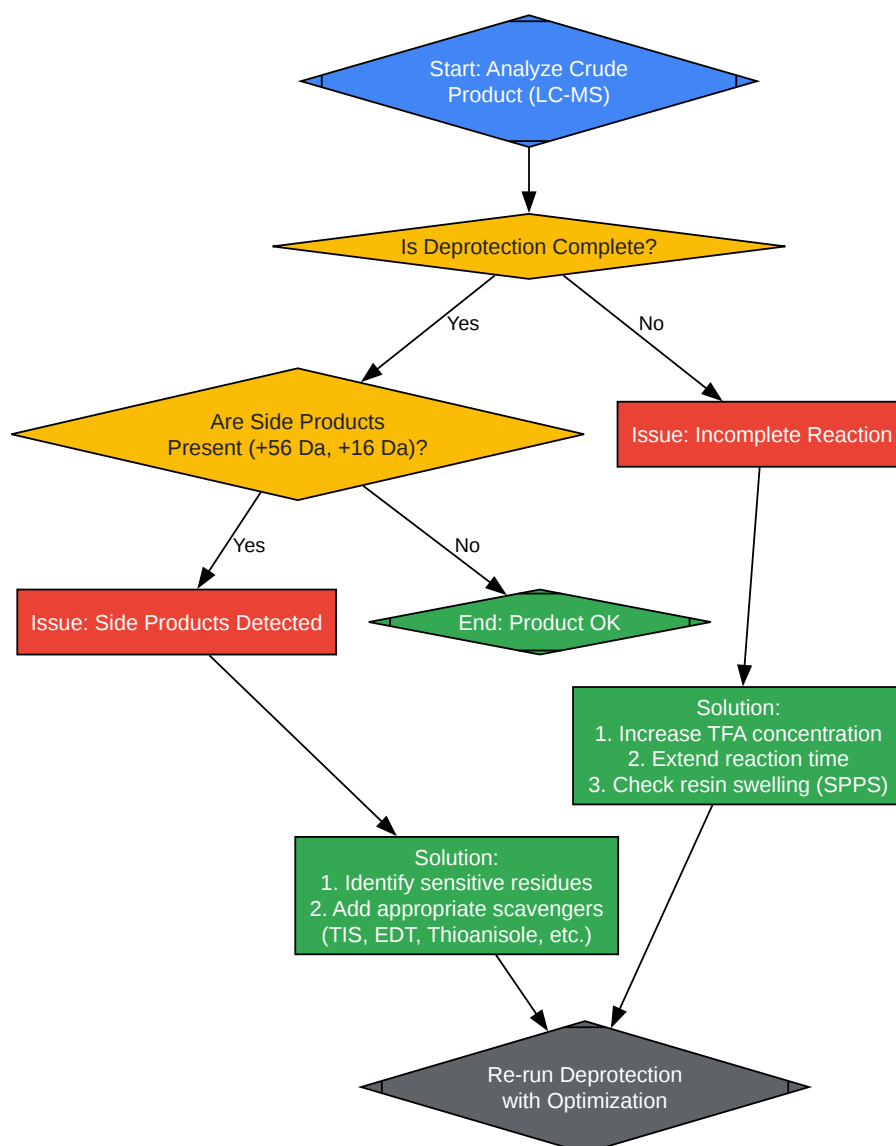 Start: Analyze Crude
Product (LC-MS)
Is Deprotection Complete?
Yes
No
Are Side Products
Present (+56 Da, +16 Da)?
Issue: Incomplete Reaction
Yes
No
Issue: Side Products Detected
End: Product OK
Solution:
1. Increase TFA concentration
2. Extend reaction time
3. Check resin swelling (SPPS)
Solution:
1. Identify sensitive residues
2. Add appropriate scavengers
(TIS, EDT, Thioanisole, etc.)
Re-run Deprotection
with Optimization